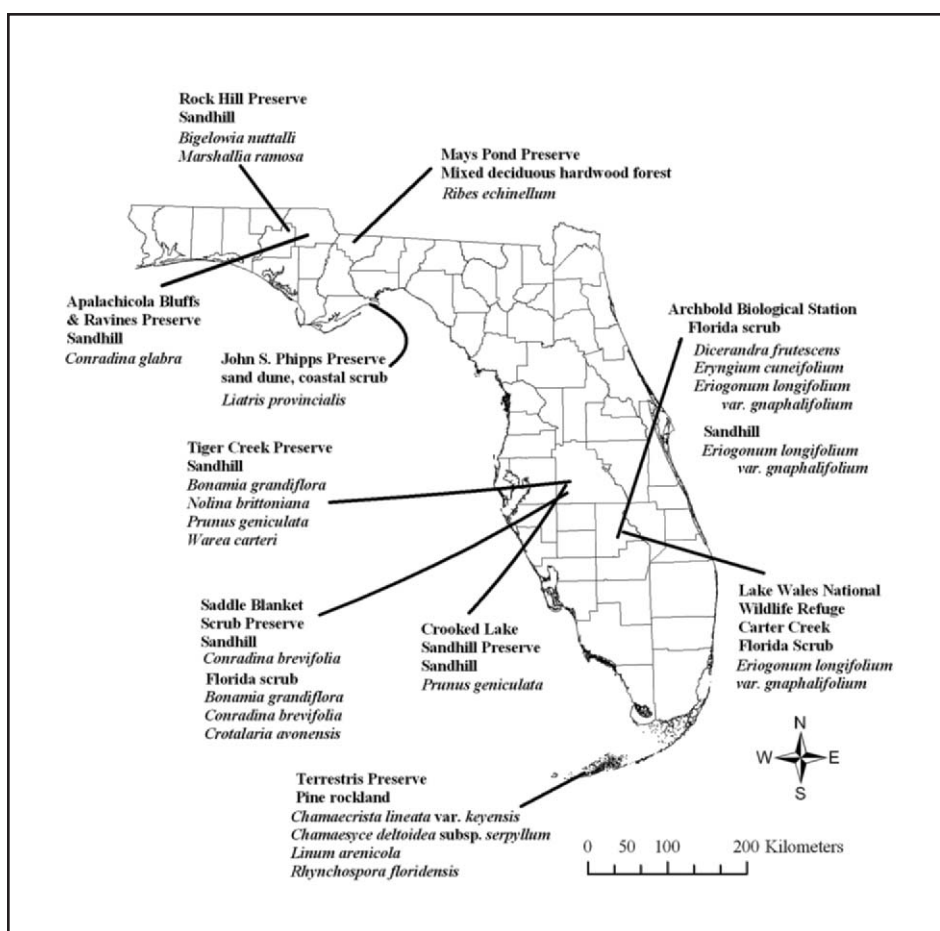 Rock Hill Preserve
Sandhill
Bigelowia nuttalli
Marshallia ramosa
Mays Pond Preserve
Mixed deciduous hardwood forest
Ribes echinellum
Apalachicola Bluffs
& Ravines Preserve
Sandhill
Conradina glabra
John S. Phipps Preserve
sand dune, coastal scrub
Liatris provincialis
Archbold Biological Station
Florida scrub
Dicerandra frutescens
Eryngium cuneifolium
Eriogonum longifolium
var. gnaphalifolium
Sandhill
Eriogonum longifolium
var. gnaphalifolium
Tiger Creek Preserve
Sandhill
Bonamia grandiflora
Nolina brittoniana
Prunus geniculata
Warea carteri
Saddle Blanket
Scrub Preserve
Sandhill
Conradina brevifolia
Florida scrub
Bonamia grandiflora
Conradina brevifolia
Crotalaria avonensis
Crooked Lake
Sandhill Preserve
Sandhill
Prunus geniculata
Lake Wales National
Wildlife Refuge
Carter Creek
Florida Scrub
Eriogonum longifolium
var. gnaphalifolium
Terrestris Preserve
Pine rockland
Chamaecrista lineata var. keyensis
Chamaesyce deltoidea subsp. serpyllum
Linum arenicola
Rhynchospora floridensis
N
W E
S
0 50 100 200 Kilometers